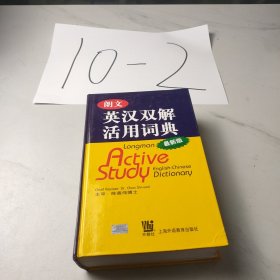 10-2
朗文
英汉双解
活用词典
最新版
Longman
Active
Study
English-Chinese
Dictionary
上海外语教育出版社